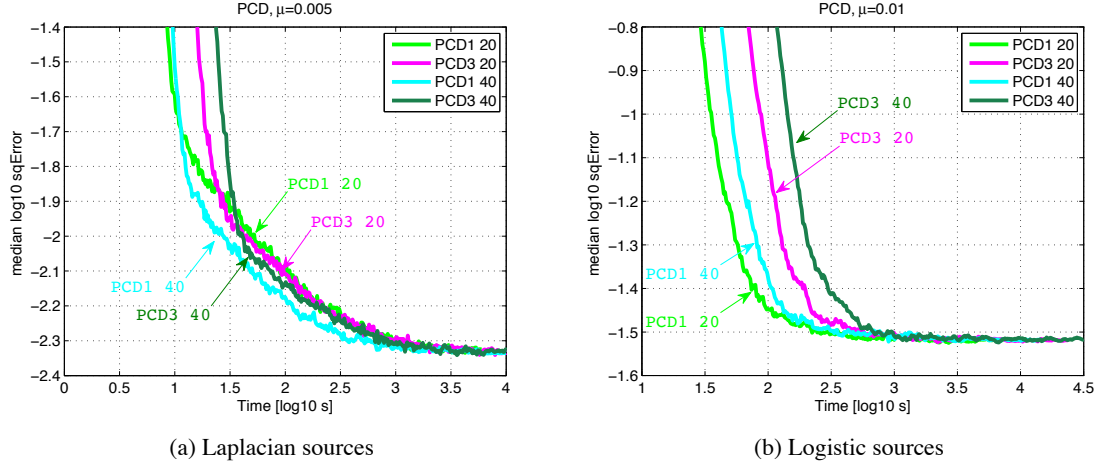 PCD, μ=0.005
median log10 sqError
−1.4
−1.5
−1.6
−1.7
−1.8
−1.9
−2
−2.1
−2.2
−2.3
−2.4
PCD1 20
PCD3 20
PCD1 40
PCD3 40
PCD1 20
PCD3 20
PCD1 40
PCD3 40
0 0.5 1 1.5 2 2.5 3 3.5 4
Time [log10 s]
(a) Laplacian sources
PCD, μ=0.01
median log10 sqError
−0.8
−0.9
−1
−1.1
−1.2
−1.3
−1.4
−1.5
−1.6
PCD1 20
PCD3 20
PCD1 40
PCD3 40
PCD3 40
PCD3 20
PCD1 40
PCD1 20
1 1.5 2 2.5 3 3.5 4 4.5
Time [log10 s]
(b) Logistic sources